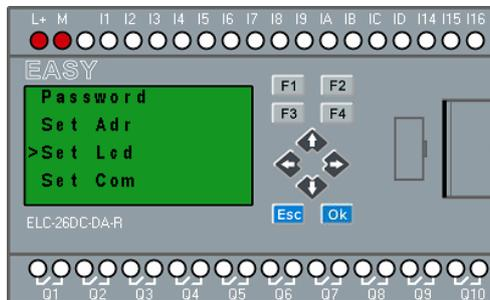 L+ M I1 I2 I3 I4 I5 I6 I7 I8 I9 IA IB IC ID I14 I15 I16
EASY
Password
Set Adr
>Set Lcd
Set Com
F1 F2
F3 F4
Esc Ok
ELC-26DC-DA-R
Q1 Q2 Q3 Q4 Q5 Q6 Q7 Q8 Q9 Q10